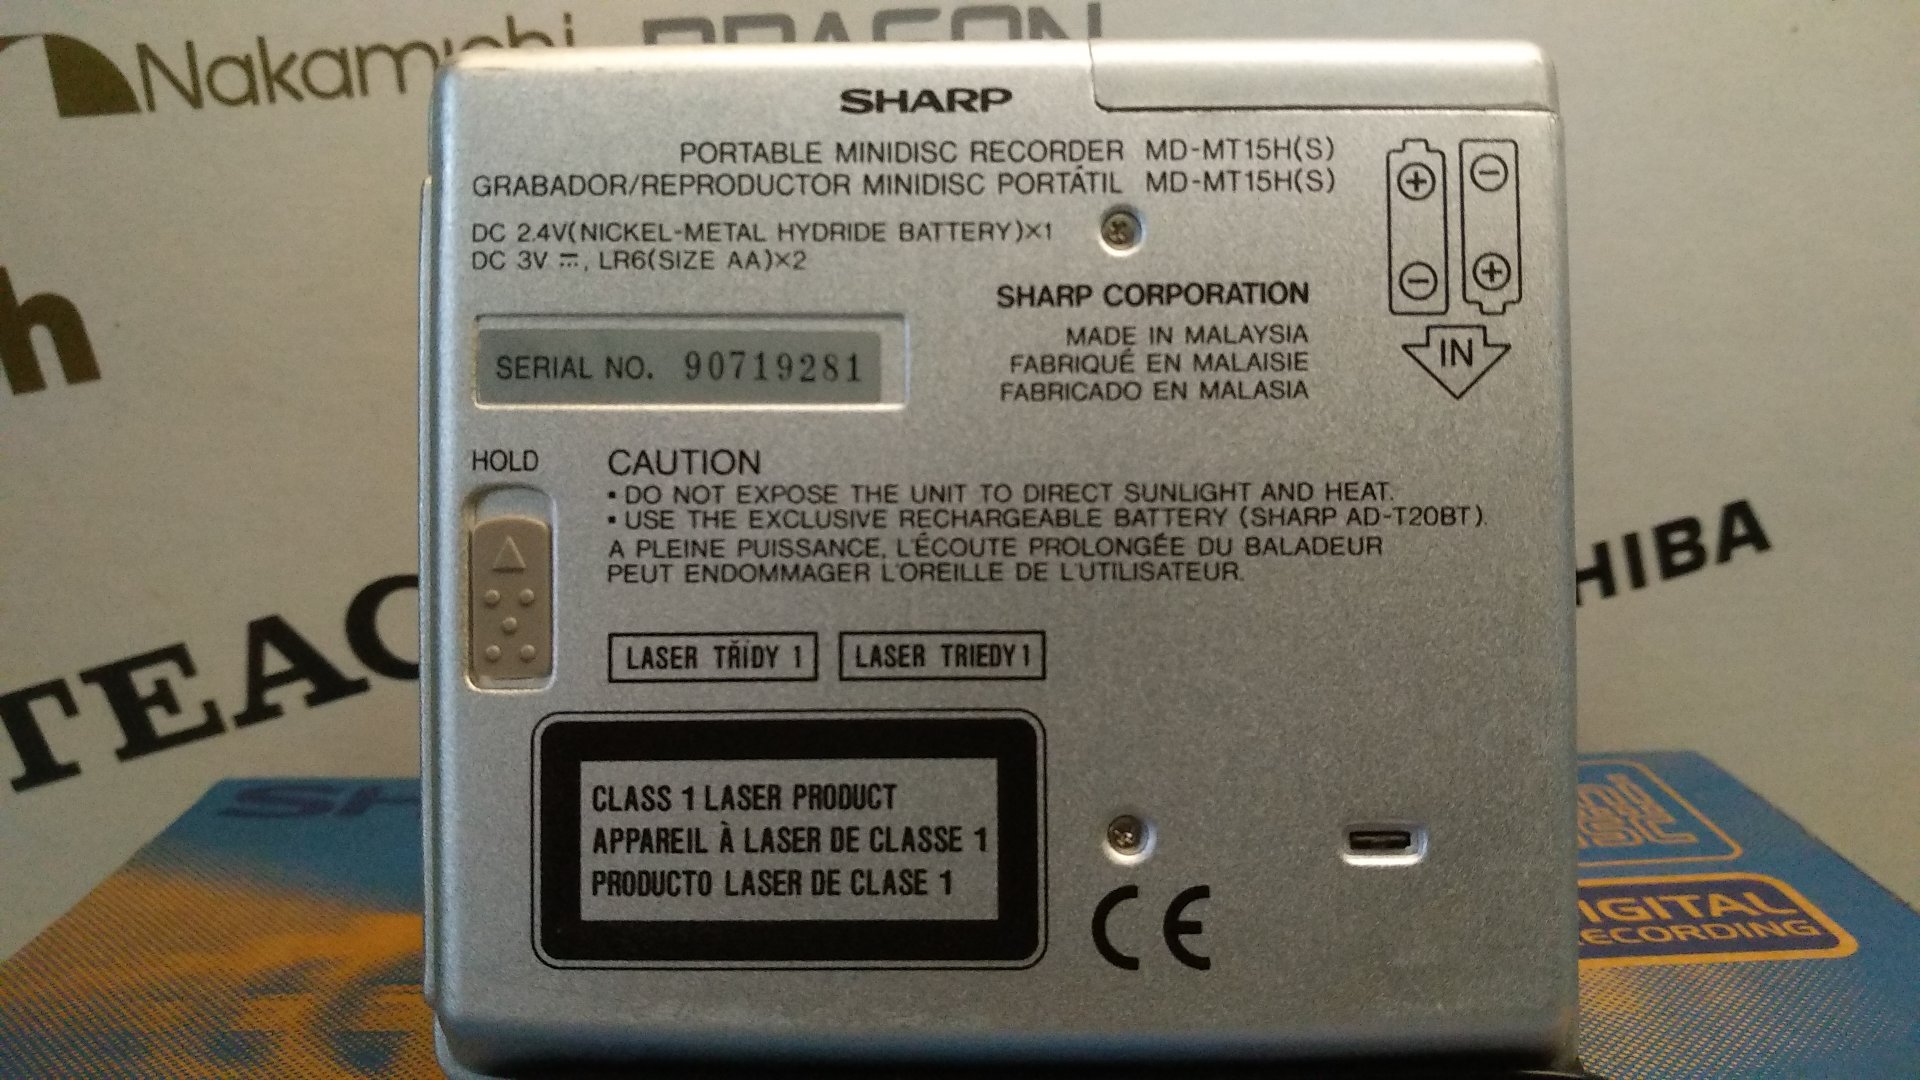 Nakamichi DRAGON
SHARP
PORTABLE MINIDISC RECORDER MD-MT15H(S)
GRABADOR/REPRODUCTOR MINIDISC PORTÁTIL MD-MT15H(S)
DC 2.4V(NICKEL-METAL HYDRIDE BATTERY)×1
DC 3V ⎓, LR6(SIZE AA)×2
SHARP CORPORATION
MADE IN MALAYSIA
FABRIQUÉ EN MALAISIE
FABRICADO EN MALASIA
IN
SERIAL NO. 90719281
HOLD
CAUTION
▪ DO NOT EXPOSE THE UNIT TO DIRECT SUNLIGHT AND HEAT.
▪ USE THE EXCLUSIVE RECHARGEABLE BATTERY (SHARP AD-T20BT).
A PLEINE PUISSANCE, L'ÉCOUTE PROLONGÉE DU BALADEUR
PEUT ENDOMMAGER L'OREILLE DE L'UTILISATEUR.
TEAC
HIBA
LASER TŘÍDY 1
LASER TRIEDY 1
CLASS 1 LASER PRODUCT
APPAREIL À LASER DE CLASSE 1
PRODUCTO LASER DE CLASE 1
CE
SH
IGITAL
ECORDING